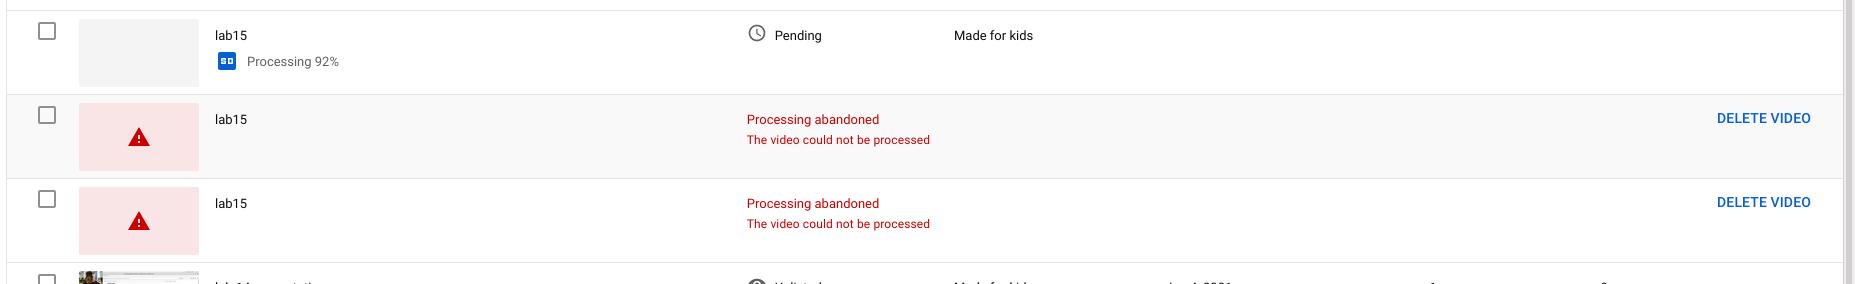 lab15
Pending
Made for kids
SD
Processing 92%
lab15
Processing abandoned
DELETE VIDEO
The video could not be processed
lab15
Processing abandoned
DELETE VIDEO
The video could not be processed